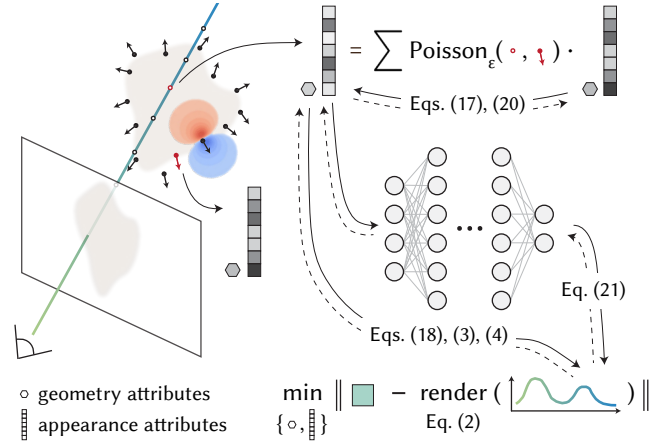 = ∑ Poisson_ε( , ) ·
Eqs. (17), (20)
Eq. (21)
Eqs. (18), (3), (4)
geometry attributes
appearance attributes
min ‖ − render ( ) ‖
{ , }
Eq. (2)